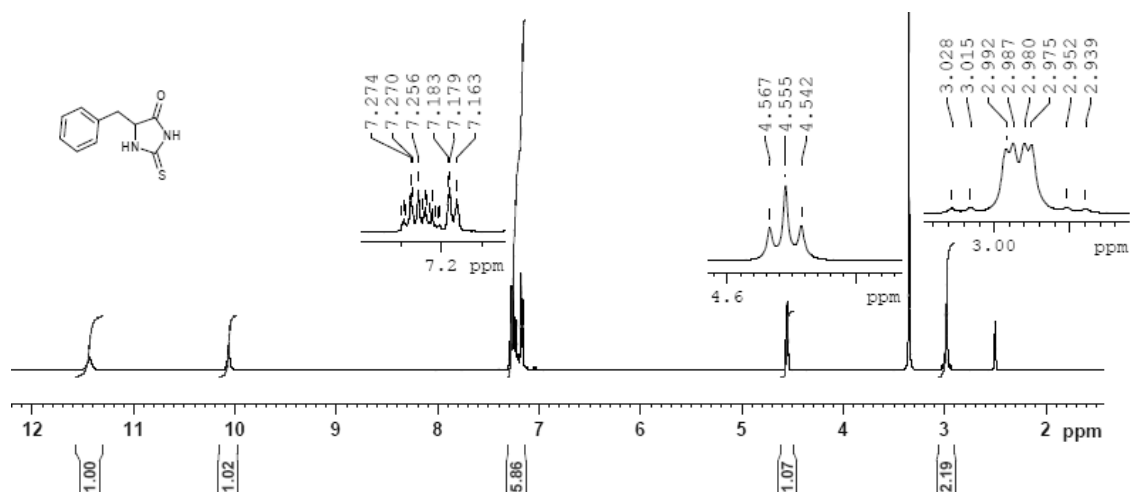 O
NH
HN
S
7.274
7.270
7.256
7.183
7.179
7.163
7.2 ppm
4.567
4.555
4.542
4.6 ppm
3.028
3.015
2.992
2.987
2.980
2.975
2.952
2.939
3.00 ppm
12 11 10 9 8 7 6 5 4 3 2 ppm
1.00 1.02 5.86 1.07 2.19